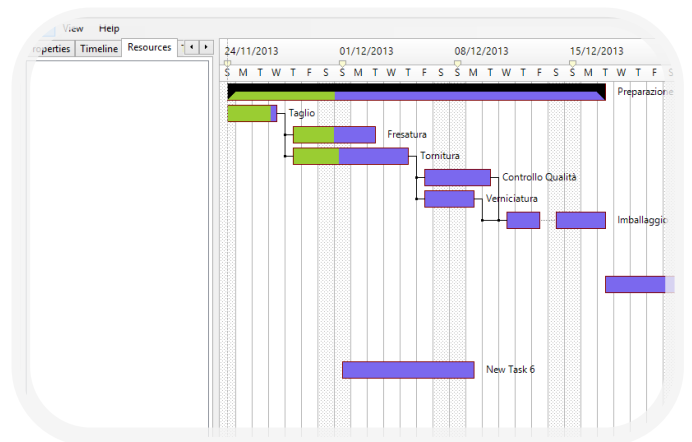 View Help
roperties Timeline Resources
24/11/2013 01/12/2013 08/12/2013 15/12/2013
S M T W T F S S M T W T F S S M T W T F S S M T W T F S
Preparazione
Taglio
Fresatura
Tornitura
Controllo Qualità
Verniciatura
Imballaggio
New Task 6